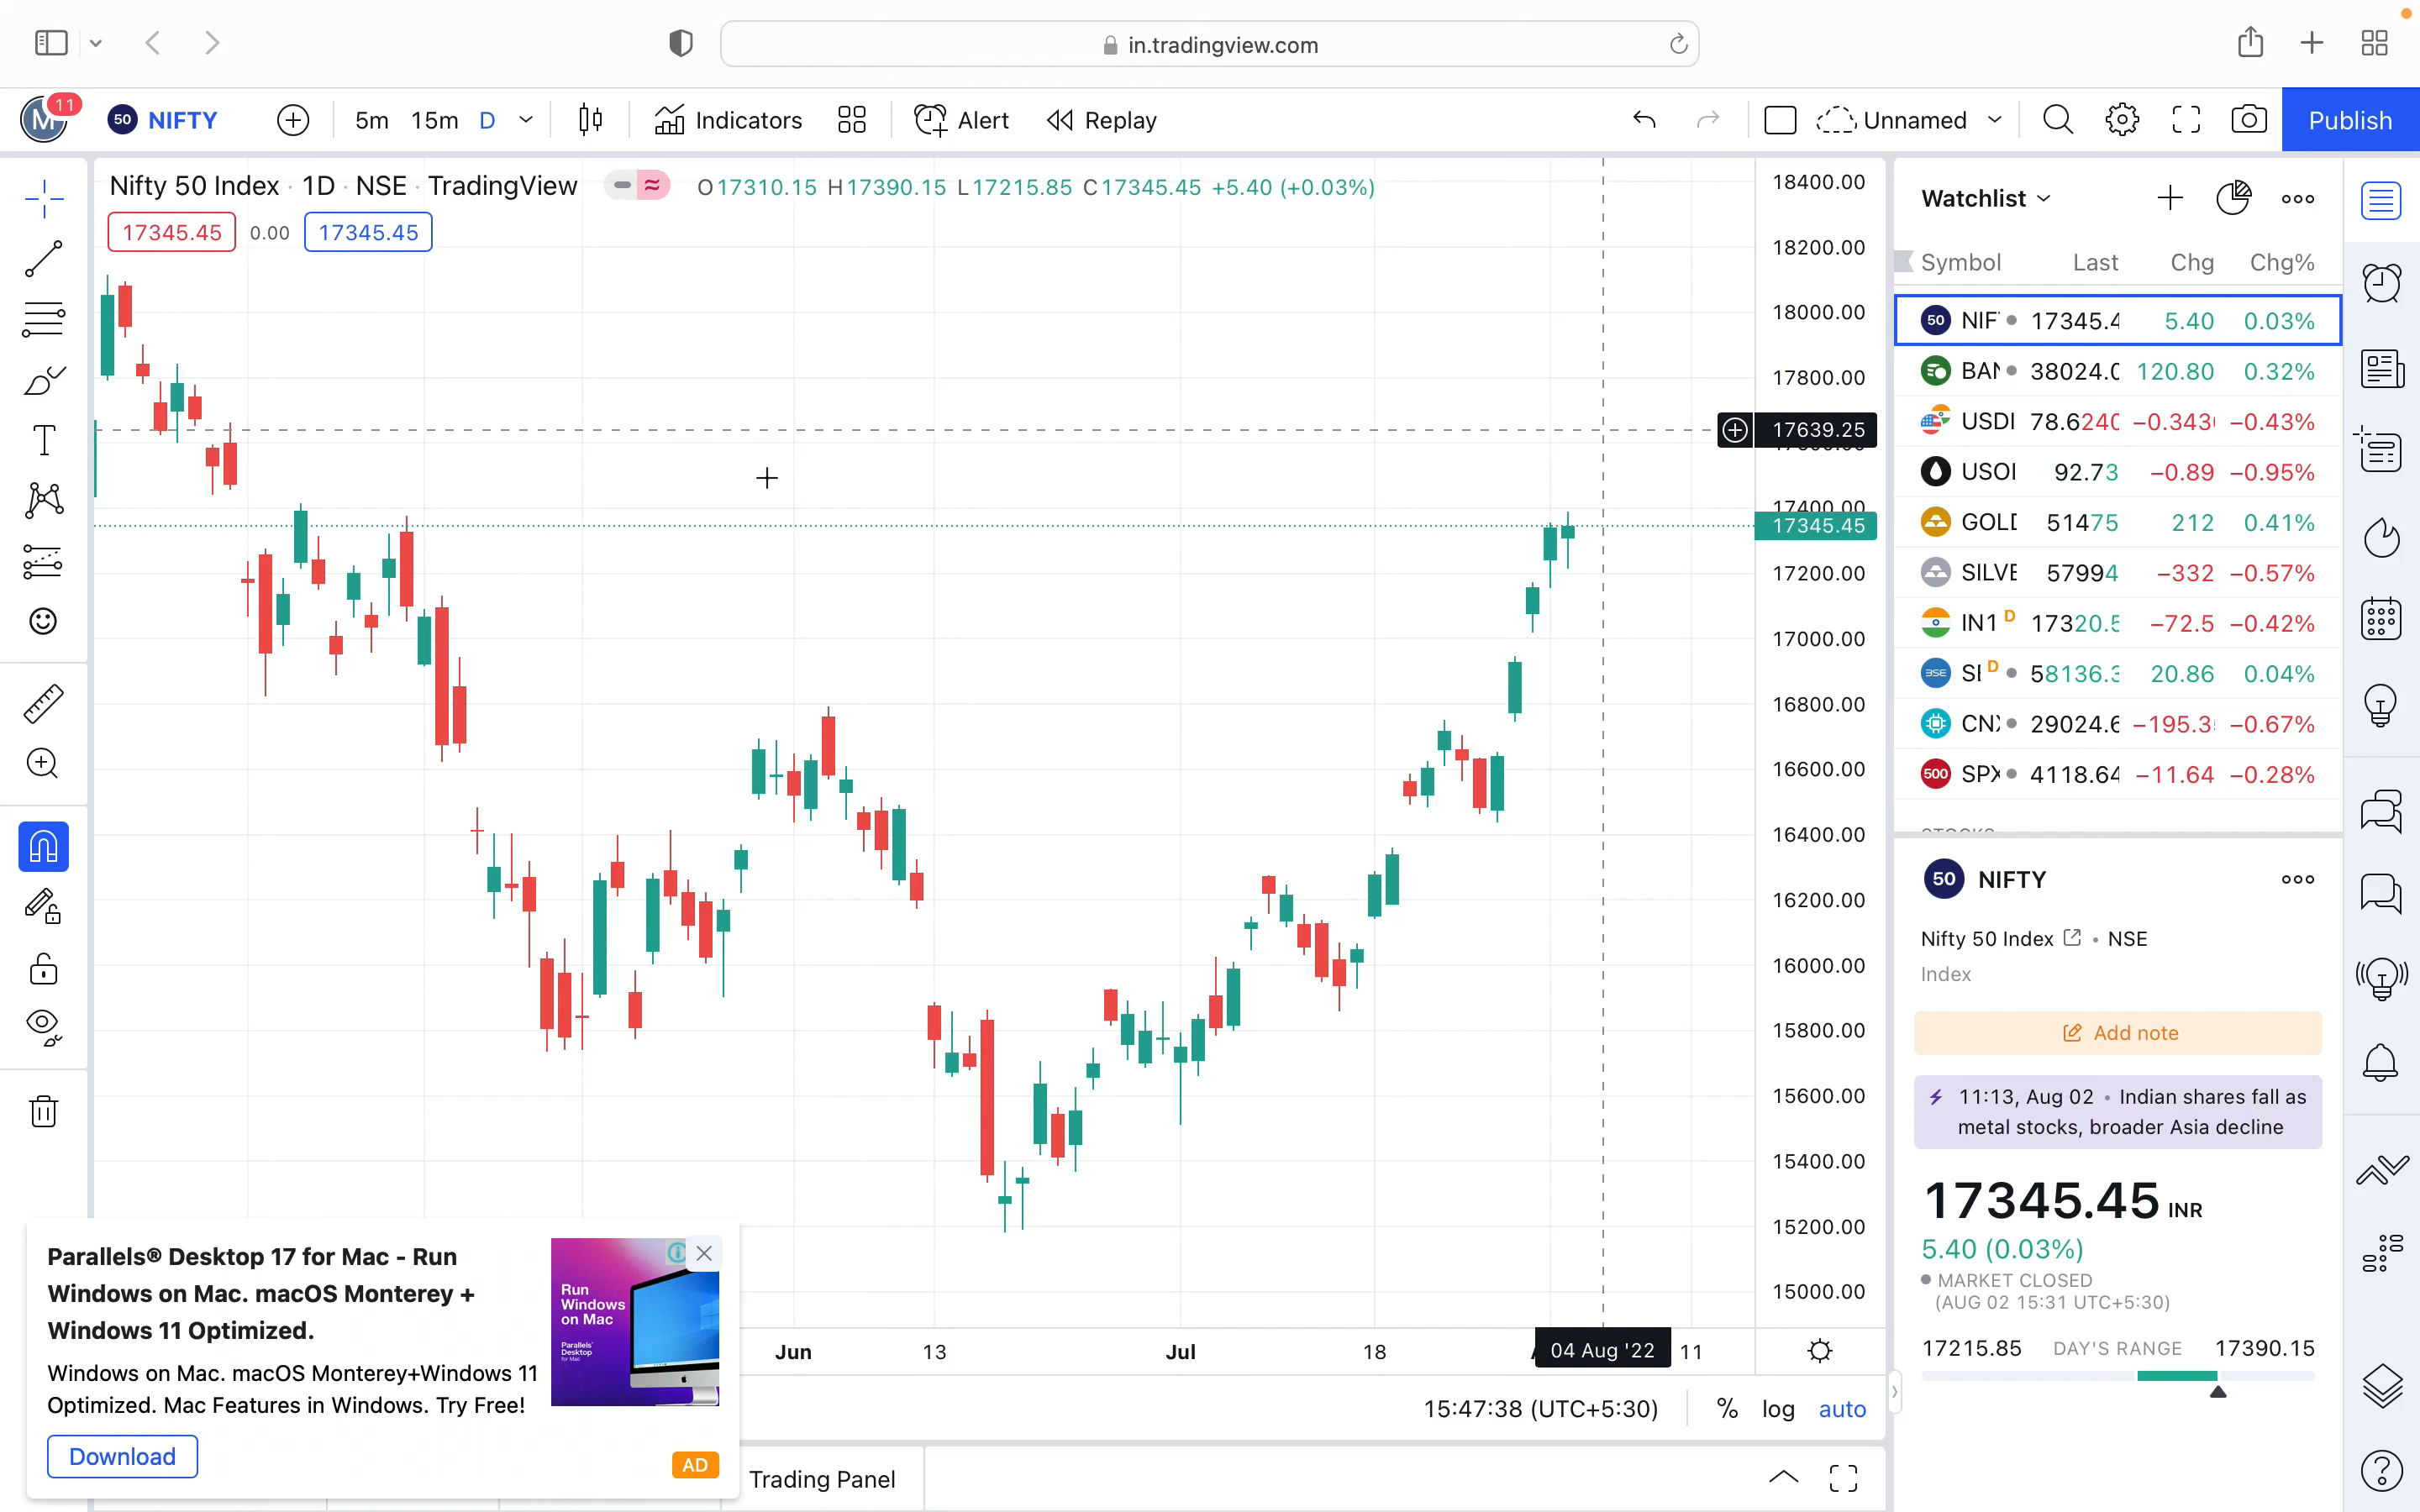 in.tradingview.com
M 11 50 NIFTY 5m 15m D Indicators Alert Replay Unnamed Publish
Nifty 50 Index · 1D · NSE · TradingView O17310.15 H17390.15 L17215.85 C17345.45 +5.40 (+0.03%)
17345.45 0.00 17345.45
18400.00
18200.00
18000.00
17800.00
17639.25
17400.00
17345.45
17200.00
17000.00
16800.00
16600.00
16400.00
16200.00
16000.00
15800.00
15600.00
15400.00
15200.00
15000.00
Jun 13 Jul 18 04 Aug '22 11
15:47:38 (UTC+5:30) % log auto
Trading Panel
Parallels® Desktop 17 for Mac - Run
Windows on Mac. macOS Monterey +
Windows 11 Optimized.
Windows on Mac. macOS Monterey+Windows 11
Optimized. Mac Features in Windows. Try Free!
Download
AD
Run
Windows
on Mac
Parallels®
Desktop
for Mac
Watchlist
Symbol Last Chg Chg%
50 NIF 17345.4 5.40 0.03%
BAN 38024.0 120.80 0.32%
USDI 78.6240 −0.343 −0.43%
USOI 92.73 −0.89 −0.95%
GOLD 51475 212 0.41%
SILVE 57994 −332 −0.57%
IN1 D 17320.5 −72.5 −0.42%
BSE SE D 58136.3 20.86 0.04%
CNX 29024.6 −195.3 −0.67%
500 SPX 4118.64 −11.64 −0.28%
50 NIFTY
Nifty 50 Index • NSE
Index
Add note
11:13, Aug 02 • Indian shares fall as
metal stocks, broader Asia decline
17345.45 INR
5.40 (0.03%)
MARKET CLOSED
(AUG 02 15:31 UTC+5:30)
17215.85 DAY'S RANGE 17390.15